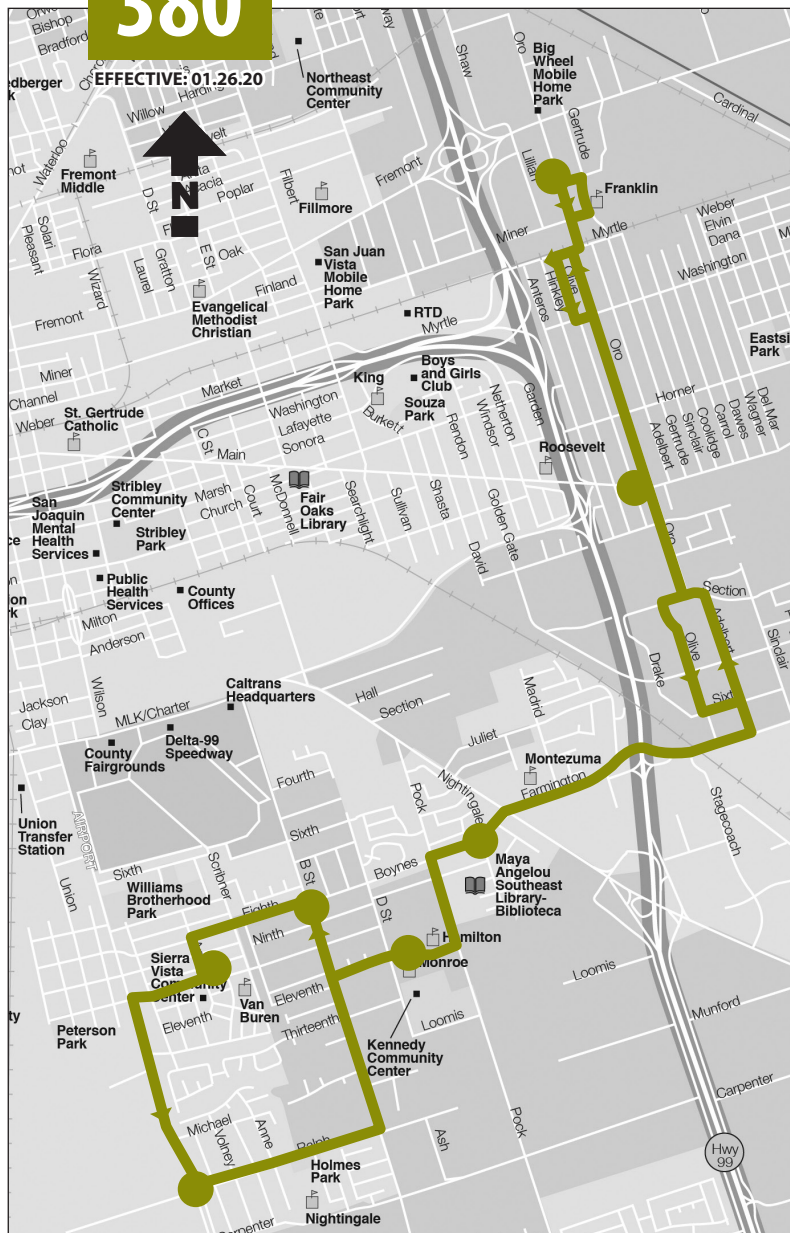 380
EFFECTIVE: 01.26.20
Bishop
Bradford
Harding
Willow
Northeast
Community
Center
Big
Wheel
Mobile
Home
Park
Shaw
Oro
Gertrude
Cardinal
Waterloo
Fremont
Middle
N
Acacia
Poplar
Filbert
Fillmore
Fremont
Lillian
Franklin
D St
Solari
Pleasant
Flora
Wizard
Laurel
Gratton
E St
Oak
San Juan
Vista
Mobile
Home
Park
Finland
Evangelical
Methodist
Christian
Miner
Myrtle
Weber
Elvin
Dana
Washington
Anteros
Hinkley
Olive
RTD
Myrtle
Fremont
Miner
Channel
Weber
Market
King
Boys
and Girls
Club
Souza
Park
Burkett
Washington
Lafayette
Sonora
Main
C St
St. Gertrude
Catholic
Garden
Netherton
Windsor
Rendon
Oro
Park
Horner
Adelbert
Gertrude
Sinclair
Coolidge
Carrol
Dawes
Wagner
Del Mar
Roosevelt
San
Joaquin
Mental
Health
Services
Stribley
Community
Center
Stribley
Park
Marsh
Church
Court
McDonnell
Fair
Oaks
Library
Searchlight
Sullivan
Shasta
Golden Gate
David
Oro
Public
Health
Services
County
Offices
Milton
Anderson
Section
Adelbert
Olive
Drake
Sinclair
Jackson
Clay
Wilson
MLK/Charter
Caltrans
Headquarters
Hall
Section
Madrid
Juliet
County
Fairgrounds
Delta-99
Speedway
Montezuma
Farmington
Nightingale
Pock
Stagecoach
Union
Transfer
Station
AIRPORT
Fourth
Sixth
Sixth
Scribner
B St
Boynes
D St
Union
Williams
Brotherhood
Park
Eighth
Ninth
Maya
Angelou
Southeast
Library-
Biblioteca
Hamilton
Monroe
Sierra
Vista
Community
Center
Van
Buren
Eleventh
Eleventh
Thirteenth
Peterson
Park
Kennedy
Community
Center
Loomis
Loomis
Munford
Carpenter
Pock
Ash
Michael
Volney
Anne
Ralph
Holmes
Park
Nightingale
Carpenter
Hwy
99